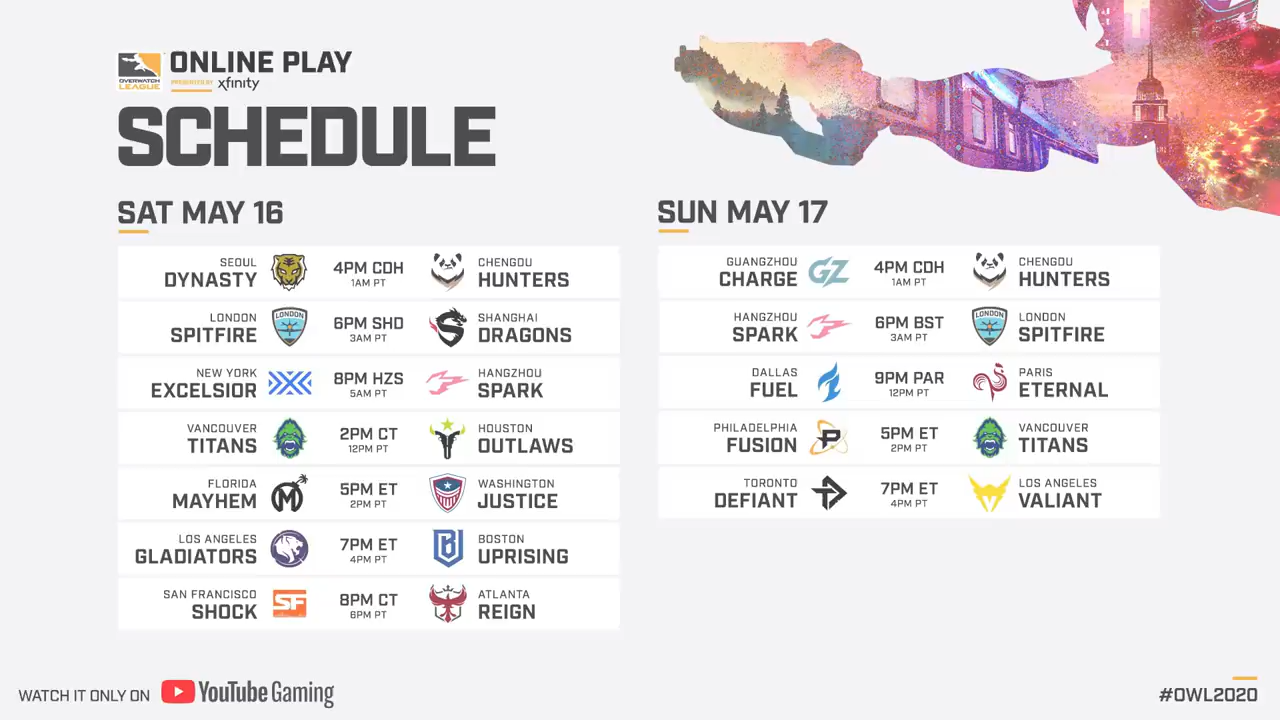 OVERWATCH
LEAGUE
ONLINE PLAY
PRESENTED BY xfinity
SCHEDULE
SAT MAY 16
SEOUL DYNASTY 4PM CDH 1AM PT CHENGDU HUNTERS
LONDON SPITFIRE LONDON 6PM SHD 3AM PT SHANGHAI DRAGONS
NEW YORK EXCELSIOR 8PM HZS 5AM PT HANGZHOU SPARK
VANCOUVER TITANS 2PM CT 12PM PT HOUSTON OUTLAWS
FLORIDA MAYHEM 5PM ET 2PM PT WASHINGTON JUSTICE
LOS ANGELES GLADIATORS 7PM ET 4PM PT BOSTON UPRISING
SAN FRANCISCO SHOCK SF 8PM CT 6PM PT ATLANTA REIGN
SUN MAY 17
GUANGZHOU CHARGE GZ 4PM CDH 1AM PT CHENGDU HUNTERS
HANGZHOU SPARK 6PM BST 3AM PT LONDON LONDON SPITFIRE
DALLAS FUEL 9PM PAR 12PM PT PARIS ETERNAL
PHILADELPHIA FUSION P 5PM ET 2PM PT VANCOUVER TITANS
TORONTO DEFIANT 7PM ET 4PM PT LOS ANGELES VALIANT
WATCH IT ONLY ON YouTube Gaming
#OWL2020